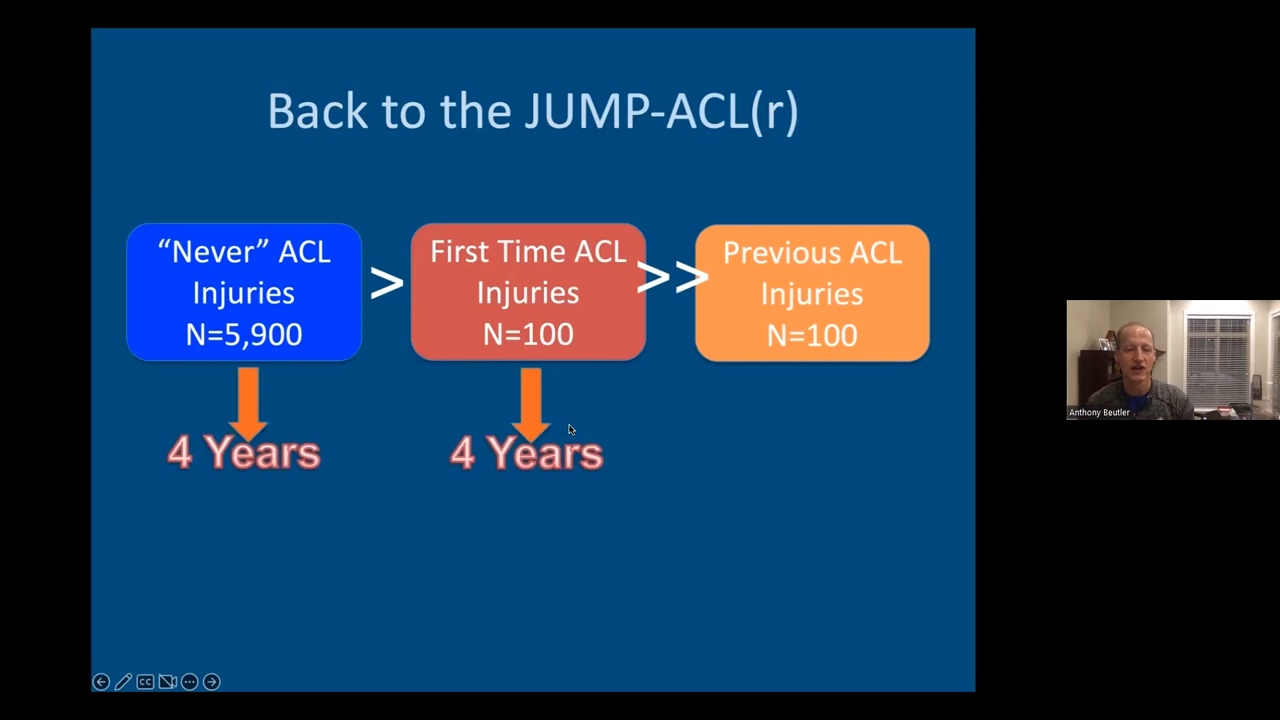 Back to the JUMP-ACL(r)
“Never” ACL
Injuries
N=5,900
>
First Time ACL
Injuries
N=100
>>
Previous ACL
Injuries
N=100
4 Years
4 Years
Anthony Beutler
CC